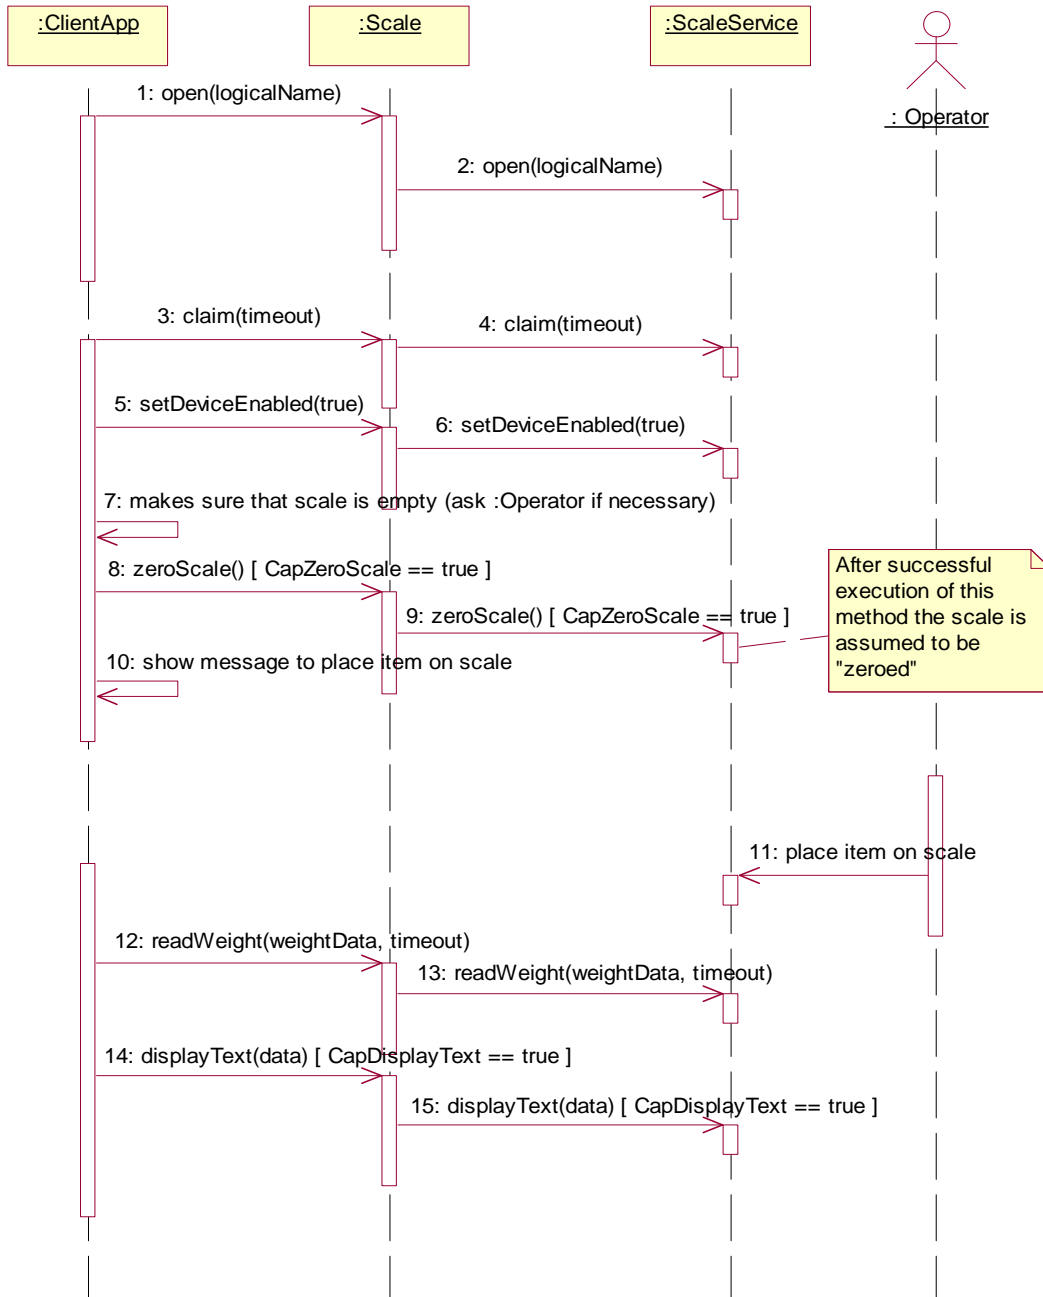 :ClientApp
:Scale
:ScaleService
: Operator
1: open(logicalName)
2: open(logicalName)
3: claim(timeout)
4: claim(timeout)
5: setDeviceEnabled(true)
6: setDeviceEnabled(true)
7: makes sure that scale is empty (ask :Operator if necessary)
8: zeroScale() [ CapZeroScale == true ]
9: zeroScale() [ CapZeroScale == true ]
After successful
execution of this
method the scale is
assumed to be
"zeroed"
10: show message to place item on scale
11: place item on scale
12: readWeight(weightData, timeout)
13: readWeight(weightData, timeout)
14: displayText(data) [ CapDisplayText == true ]
15: displayText(data) [ CapDisplayText == true ]